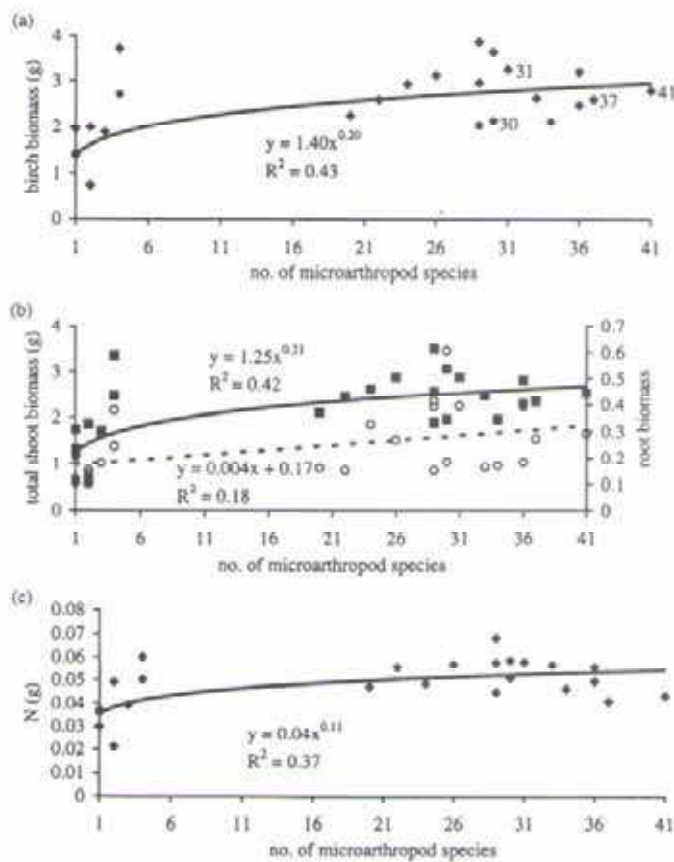 (a)
4
3
2
1
0
birch biomass (g)
31
37
41
30
y = 1.40x^0.20
R² = 0.43
1 6 11 16 21 26 31 36 41
no. of microarthropod species
(b)
4
3
2
1
0
total shoot biomass (g)
0.7
0.6
0.5
0.4
0.3
0.2
0.1
0
root biomass
y = 1.25x^0.21
R² = 0.42
y = 0.004x + 0.17
R² = 0.18
1 6 11 16 21 26 31 36 41
no. of microarthropod species
(c)
0.08
0.07
0.06
0.05
0.04
0.03
0.02
0.01
0
N (g)
y = 0.04x^0.11
R² = 0.37
1 6 11 16 21 26 31 36 41
no. of microarthropod species